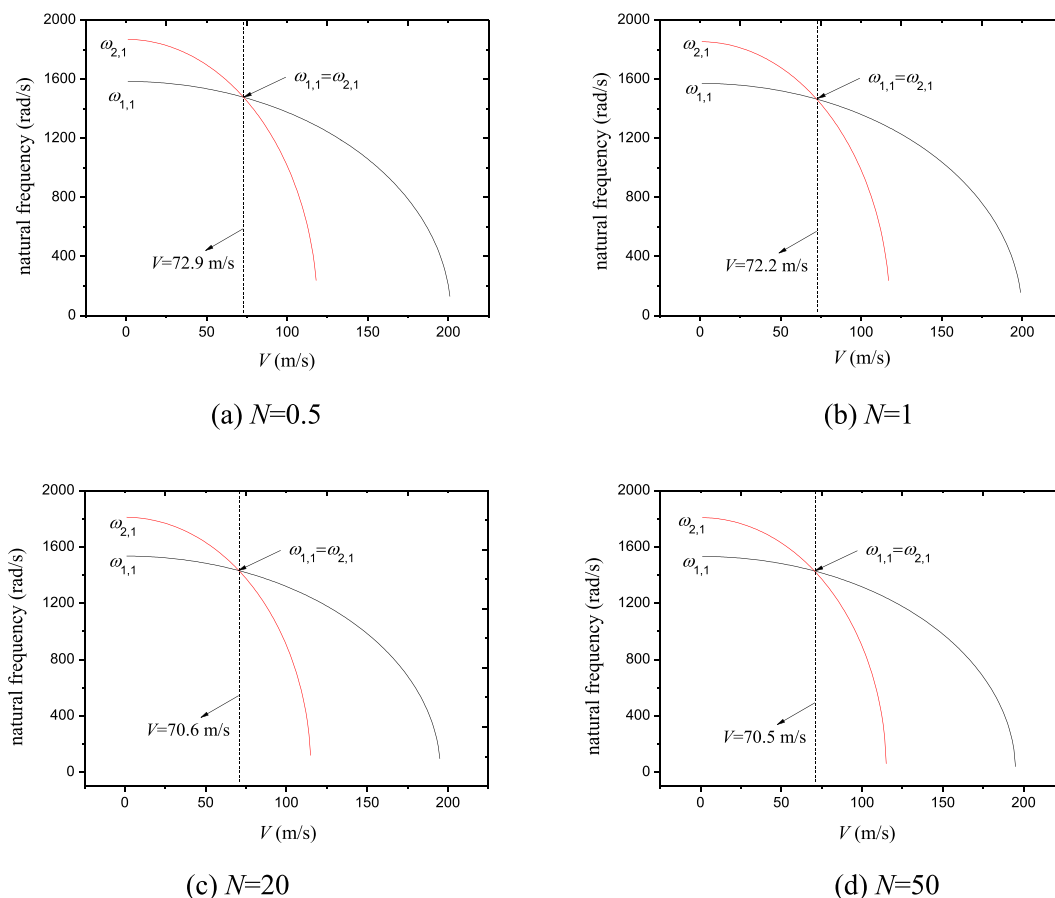 2000
1600
1200
800
400
0
natural frequency (rad/s)
ω2,1
ω1,1
ω1,1=ω2,1
V=72.9 m/s
0 50 100 150 200
V (m/s)
(a) N=0.5
2000
1600
1200
800
400
0
natural frequency (rad/s)
ω2,1
ω1,1
ω1,1=ω2,1
V=72.2 m/s
0 50 100 150 200
V (m/s)
(b) N=1
2000
1600
1200
800
400
0
natural frequency (rad/s)
ω2,1
ω1,1
ω1,1=ω2,1
V=70.6 m/s
0 50 100 150 200
V (m/s)
(c) N=20
2000
1600
1200
800
400
0
natural frequency (rad/s)
ω2,1
ω1,1
ω1,1=ω2,1
V=70.5 m/s
0 50 100 150 200
V (m/s)
(d) N=50